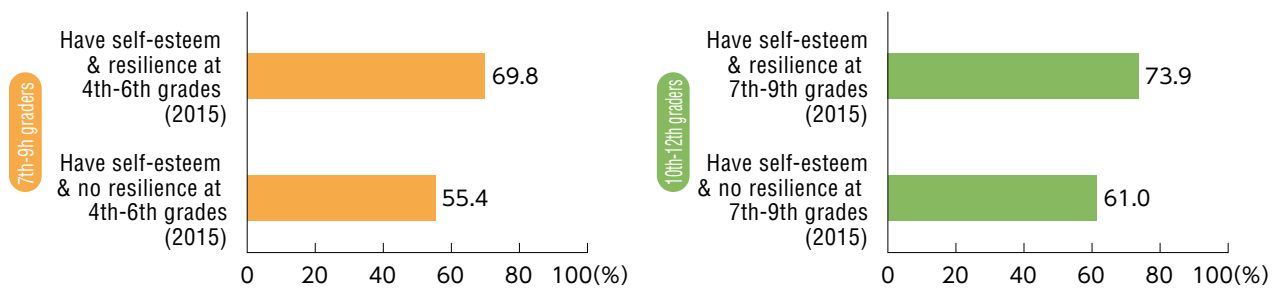 7th-9h graders
Have self-esteem
& resilience at
4th-6th grades
(2015)
69.8
Have self-esteem
& no resilience at
4th-6th grades
(2015)
55.4
0 20 40 60 80 100(%)
10th-12th graders
Have self-esteem
& resilience at
7th-9th grades
(2015)
73.9
Have self-esteem
& no resilience at
7th-9th grades
(2015)
61.0
0 20 40 60 80 100(%)